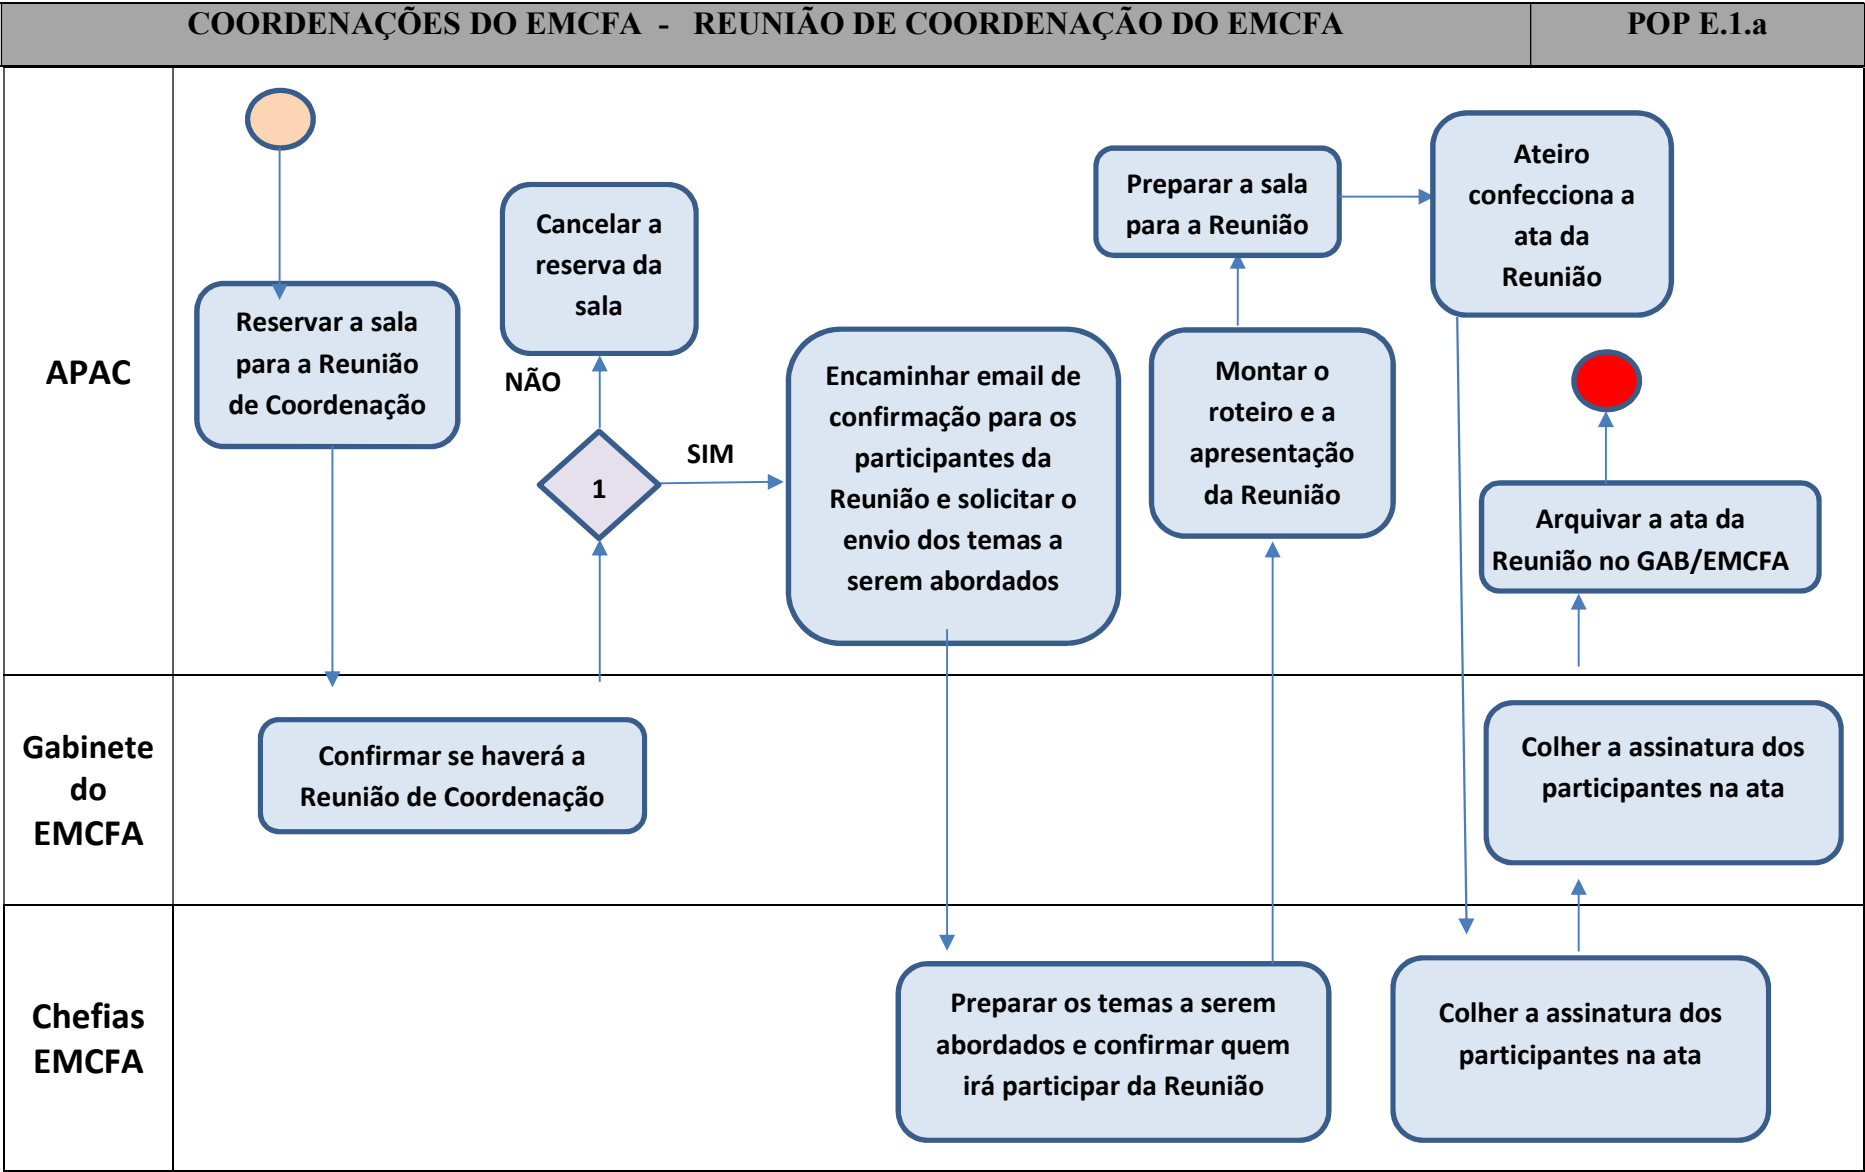 COORDENAÇÕES DO EMCFA - REUNIÃO DE COORDENAÇÃO DO EMCFA
POP E.1.a
APAC
Reservar a sala
para a Reunião
de Coordenação
Cancelar a
reserva da
sala
NÃO
1
SIM
Encaminhar email de
confirmação para os
participantes da
Reunião e solicitar o
envio dos temas a
serem abordados
Preparar a sala
para a Reunião
Montar o
roteiro e a
apresentação
da Reunião
Ateiro
confecciona a
ata da
Reunião
Arquivar a ata da
Reunião no GAB/EMCFA
Gabinete
do
EMCFA
Confirmar se haverá a
Reunião de Coordenação
Colher a assinatura dos
participantes na ata
Chefias
EMCFA
Preparar os temas a serem
abordados e confirmar quem
irá participar da Reunião
Colher a assinatura dos
participantes na ata